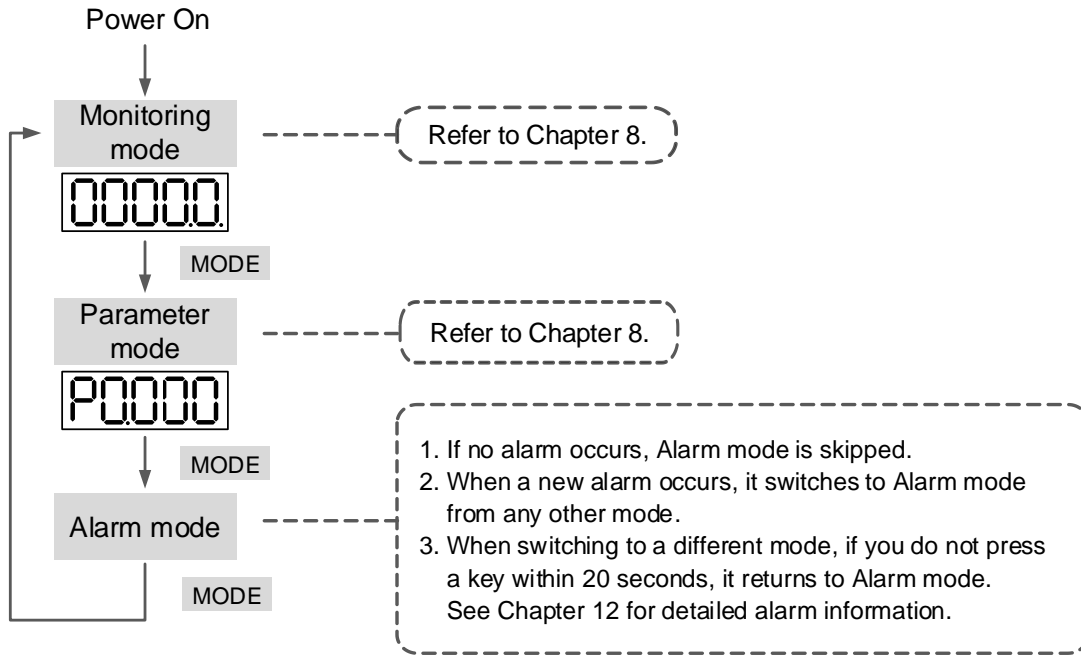 Power On
Monitoring
mode
Refer to Chapter 8.
0000.0.
MODE
Parameter
mode
Refer to Chapter 8.
P0.000
MODE
Alarm mode
1. If no alarm occurs, Alarm mode is skipped.
2. When a new alarm occurs, it switches to Alarm mode
from any other mode.
3. When switching to a different mode, if you do not press
a key within 20 seconds, it returns to Alarm mode.
See Chapter 12 for detailed alarm information.
MODE